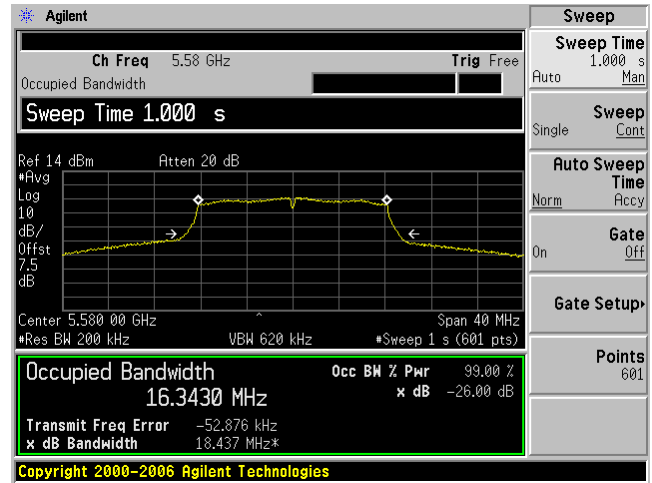 Agilent
Sweep
Ch Freq 5.58 GHz Trig Free
Occupied Bandwidth
Sweep Time 1.000 s
Ref 14 dBm Atten 20 dB
#Avg
Log
10
dB/
Offst
7.5
dB
Center 5.580 00 GHz Span 40 MHz
#Res BW 200 kHz VBW 620 kHz #Sweep 1 s (601 pts)
Occupied Bandwidth Occ BW % Pwr 99.00 %
16.3430 MHz x dB -26.00 dB
Transmit Freq Error -52.876 kHz
x dB Bandwidth 18.437 MHz*
Copyright 2000-2006 Agilent Technologies
Sweep Time
1.000 s
Auto Man
Sweep
Single Cont
Auto Sweep
Time
Norm Accy
Gate
On Off
Gate Setup
Points
601